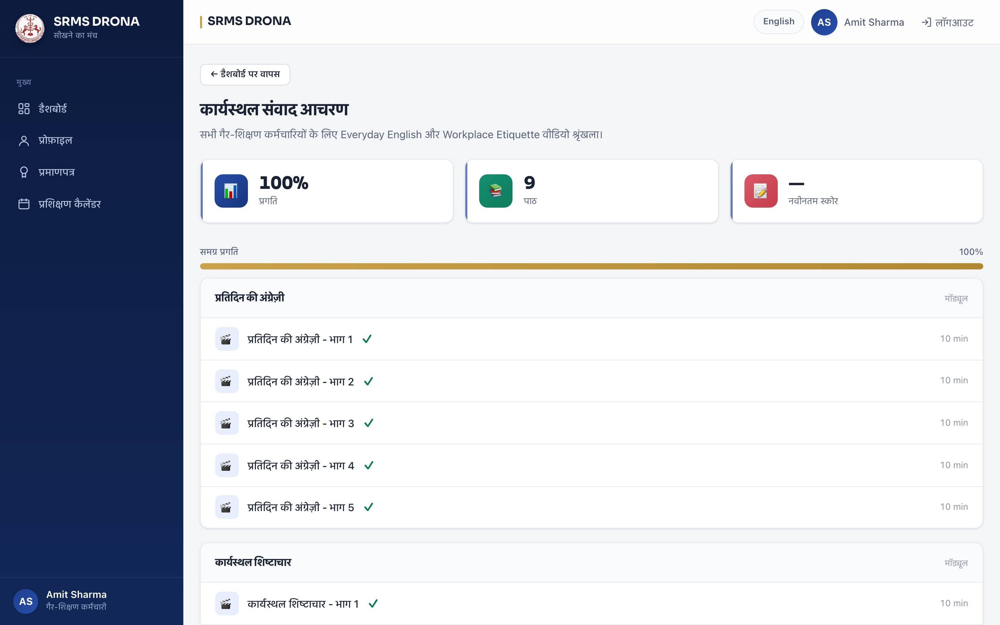 SRMS DRONA
सीखने का मंच
मुख्य
डैशबोर्ड
प्रोफ़ाइल
प्रमाणपत्र
प्रशिक्षण कैलेंडर
AS
Amit Sharma
गैर-शिक्षण कर्मचारी
SRMS DRONA
English
AS
Amit Sharma
लॉगआउट
← डैशबोर्ड पर वापस
कार्यस्थल संवाद आचरण
सभी गैर-शिक्षण कर्मचारियों के लिए Everyday English और Workplace Etiquette वीडियो श्रृंखला।
100%
प्रगति
9
पाठ
—
नवीनतम स्कोर
समग्र प्रगति
100%
प्रतिदिन की अंग्रेज़ी
मॉड्यूल
प्रतिदिन की अंग्रेज़ी - भाग 1
10 min
प्रतिदिन की अंग्रेज़ी - भाग 2
10 min
प्रतिदिन की अंग्रेज़ी - भाग 3
10 min
प्रतिदिन की अंग्रेज़ी - भाग 4
10 min
प्रतिदिन की अंग्रेज़ी - भाग 5
10 min
कार्यस्थल शिष्टाचार
मॉड्यूल
कार्यस्थल शिष्टाचार - भाग 1
10 min